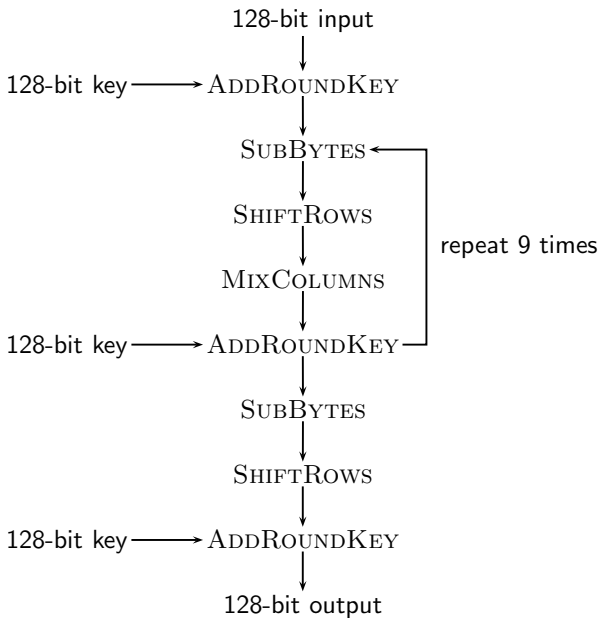 128-bit input
128-bit key
ADDROUNDKEY
SUBBYTES
SHIFTROWS
repeat 9 times
MIXCOLUMNS
128-bit key
ADDROUNDKEY
SUBBYTES
SHIFTROWS
128-bit key
ADDROUNDKEY
128-bit output